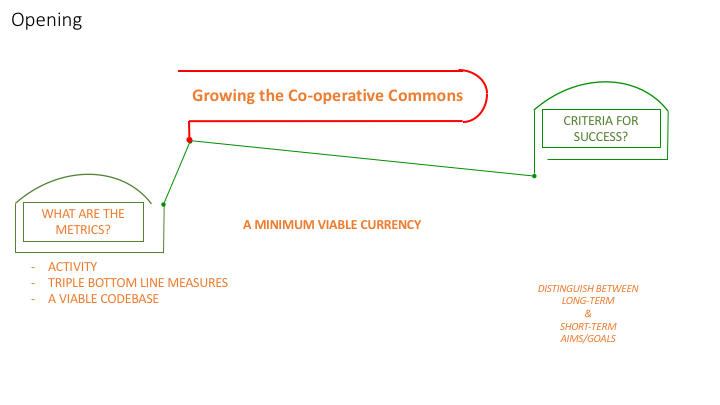 Opening
Growing the Co-operative Commons
CRITERIA FOR
SUCCESS?
WHAT ARE THE
METRICS?
A MINIMUM VIABLE CURRENCY
- ACTIVITY
- TRIPLE BOTTOM LINE MEASURES
- A VIABLE CODEBASE
DISTINGUISH BETWEEN
LONG-TERM
&
SHORT-TERM
AIMS/GOALS